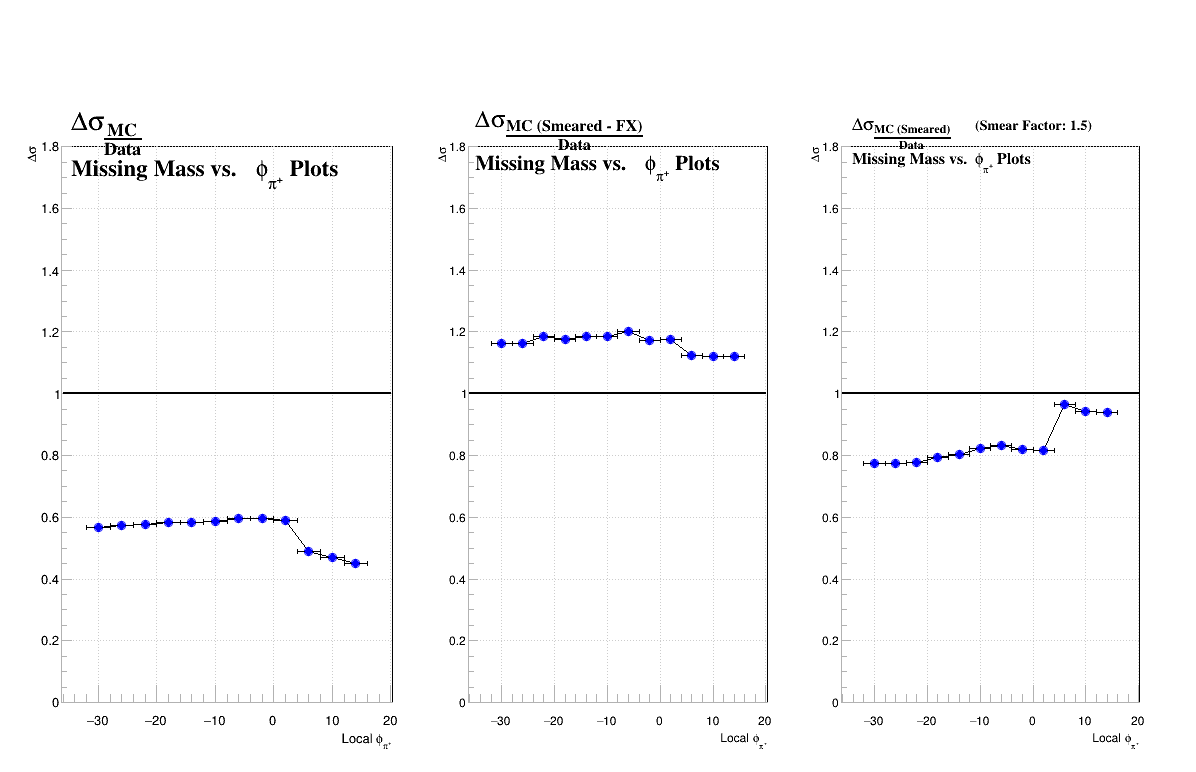 Δσ MC
Data
Missing Mass vs. ϕπ⁺ Plots
Δσ
1.8
1.6
1.4
1.2
1
0.8
0.6
0.4
0.2
0
−30 −20 −10 0 10 20
Local ϕπ⁺
Δσ MC (Smeared - FX)
Data
Missing Mass vs. ϕπ⁺ Plots
Δσ
1.8
1.6
1.4
1.2
1
0.8
0.6
0.4
0.2
0
−30 −20 −10 0 10 20
Local ϕπ⁺
Δσ MC (Smeared) (Smear Factor: 1.5)
Data
Missing Mass vs. ϕπ⁺ Plots
Δσ
1.8
1.6
1.4
1.2
1
0.8
0.6
0.4
0.2
0
−30 −20 −10 0 10 20
Local ϕπ⁺